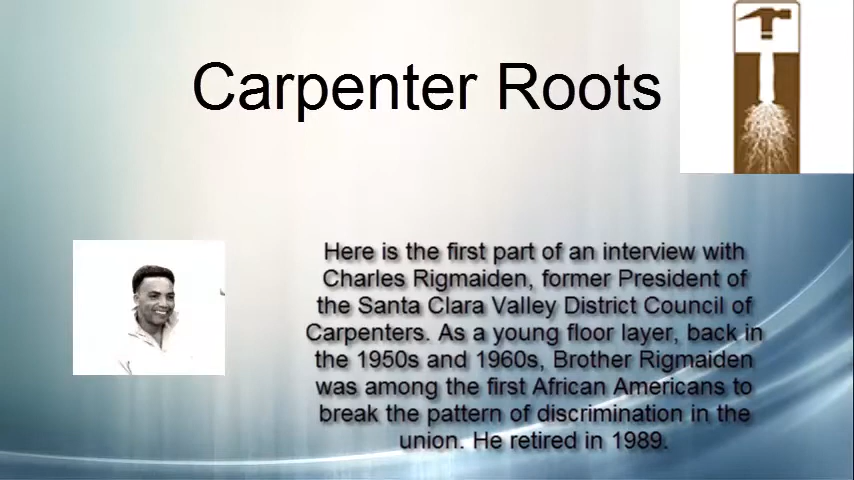 Carpenter Roots
Here is the first part of an interview with
Charles Rigmaiden, former President of
the Santa Clara Valley District Council of
Carpenters. As a young floor layer, back in
the 1950s and 1960s, Brother Rigmaiden
was among the first African Americans to
break the pattern of discrimination in the
union. He retired in 1989.